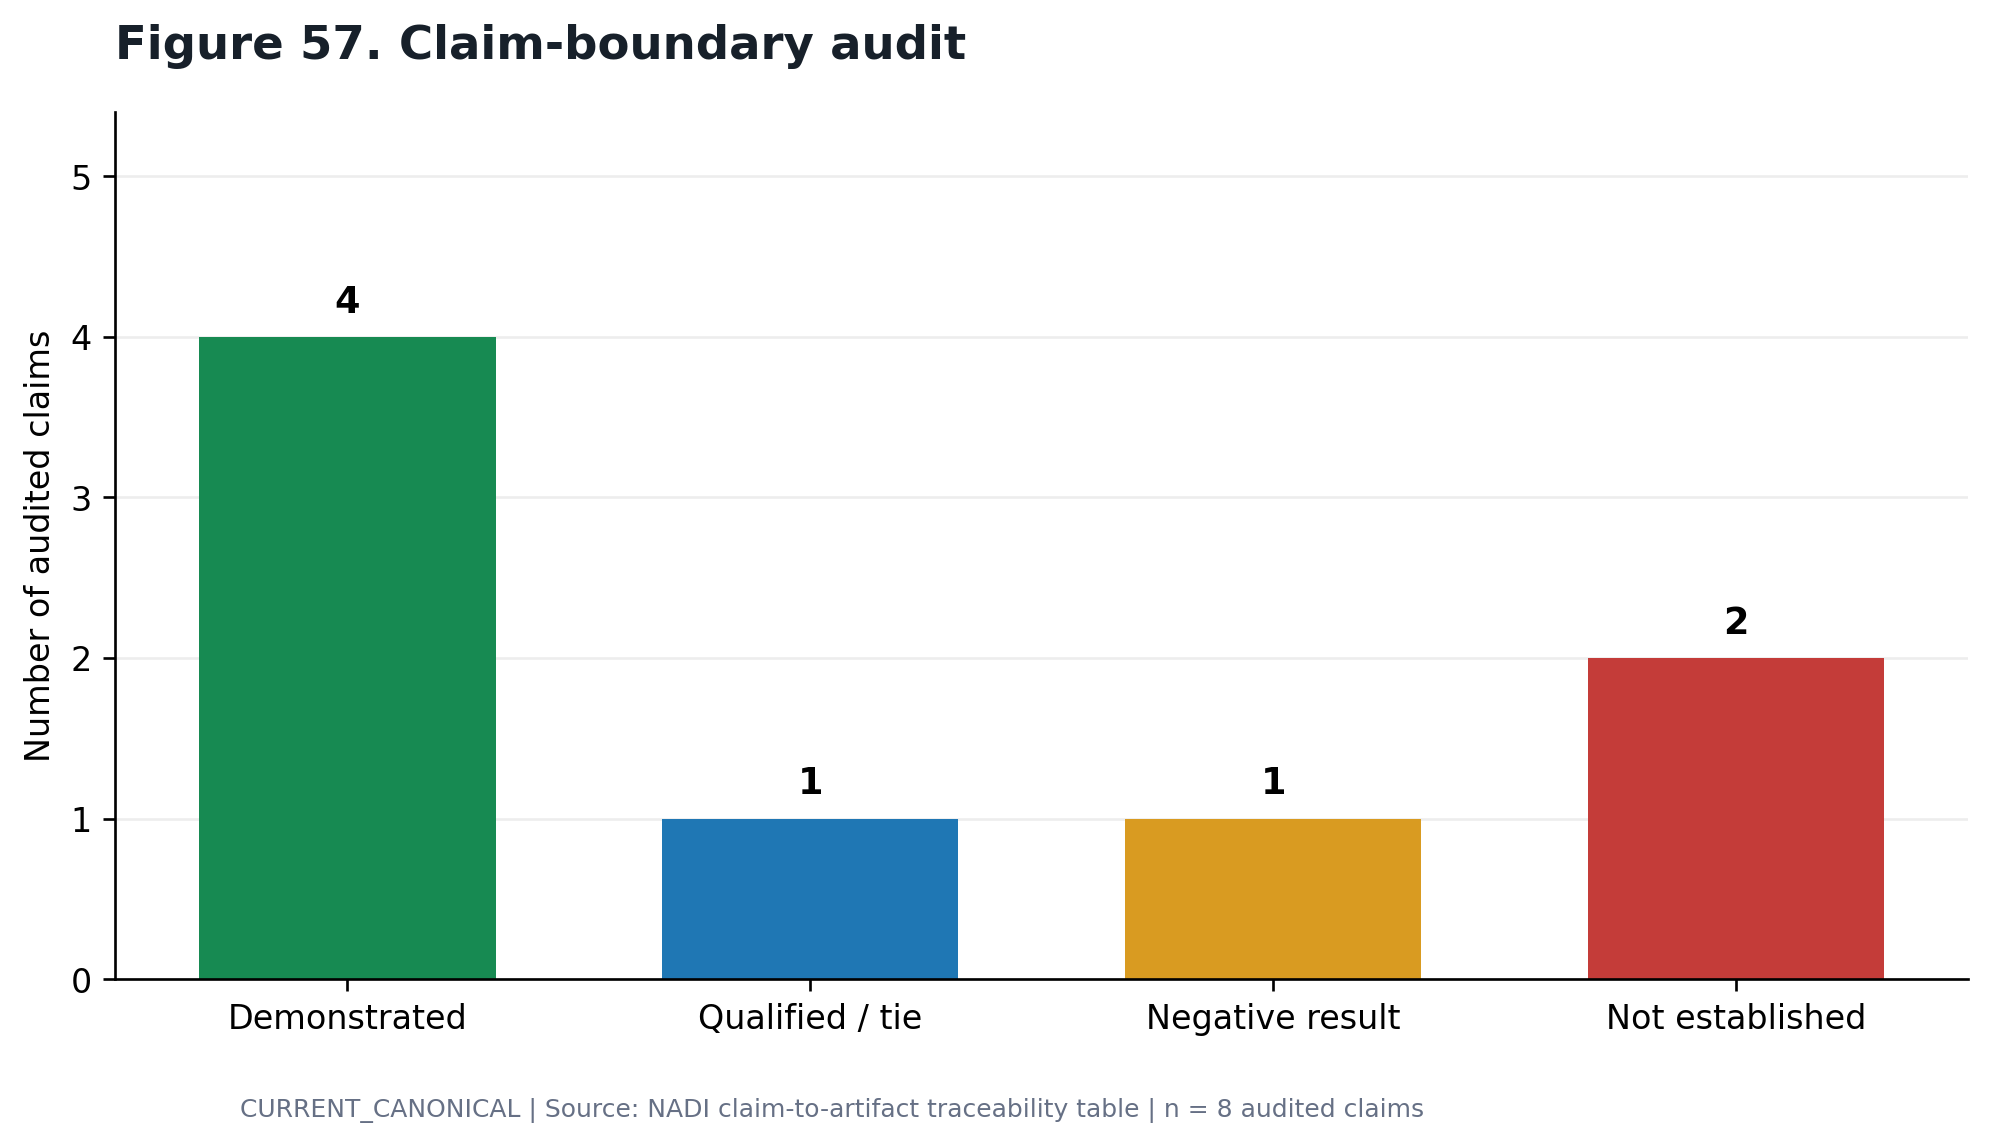 Figure 57. Claim-boundary audit
Number of audited claims
5
4
3
2
1
0
4
1
1
2
Demonstrated
Qualified / tie
Negative result
Not established
CURRENT_CANONICAL | Source: NADI claim-to-artifact traceability table | n = 8 audited claims